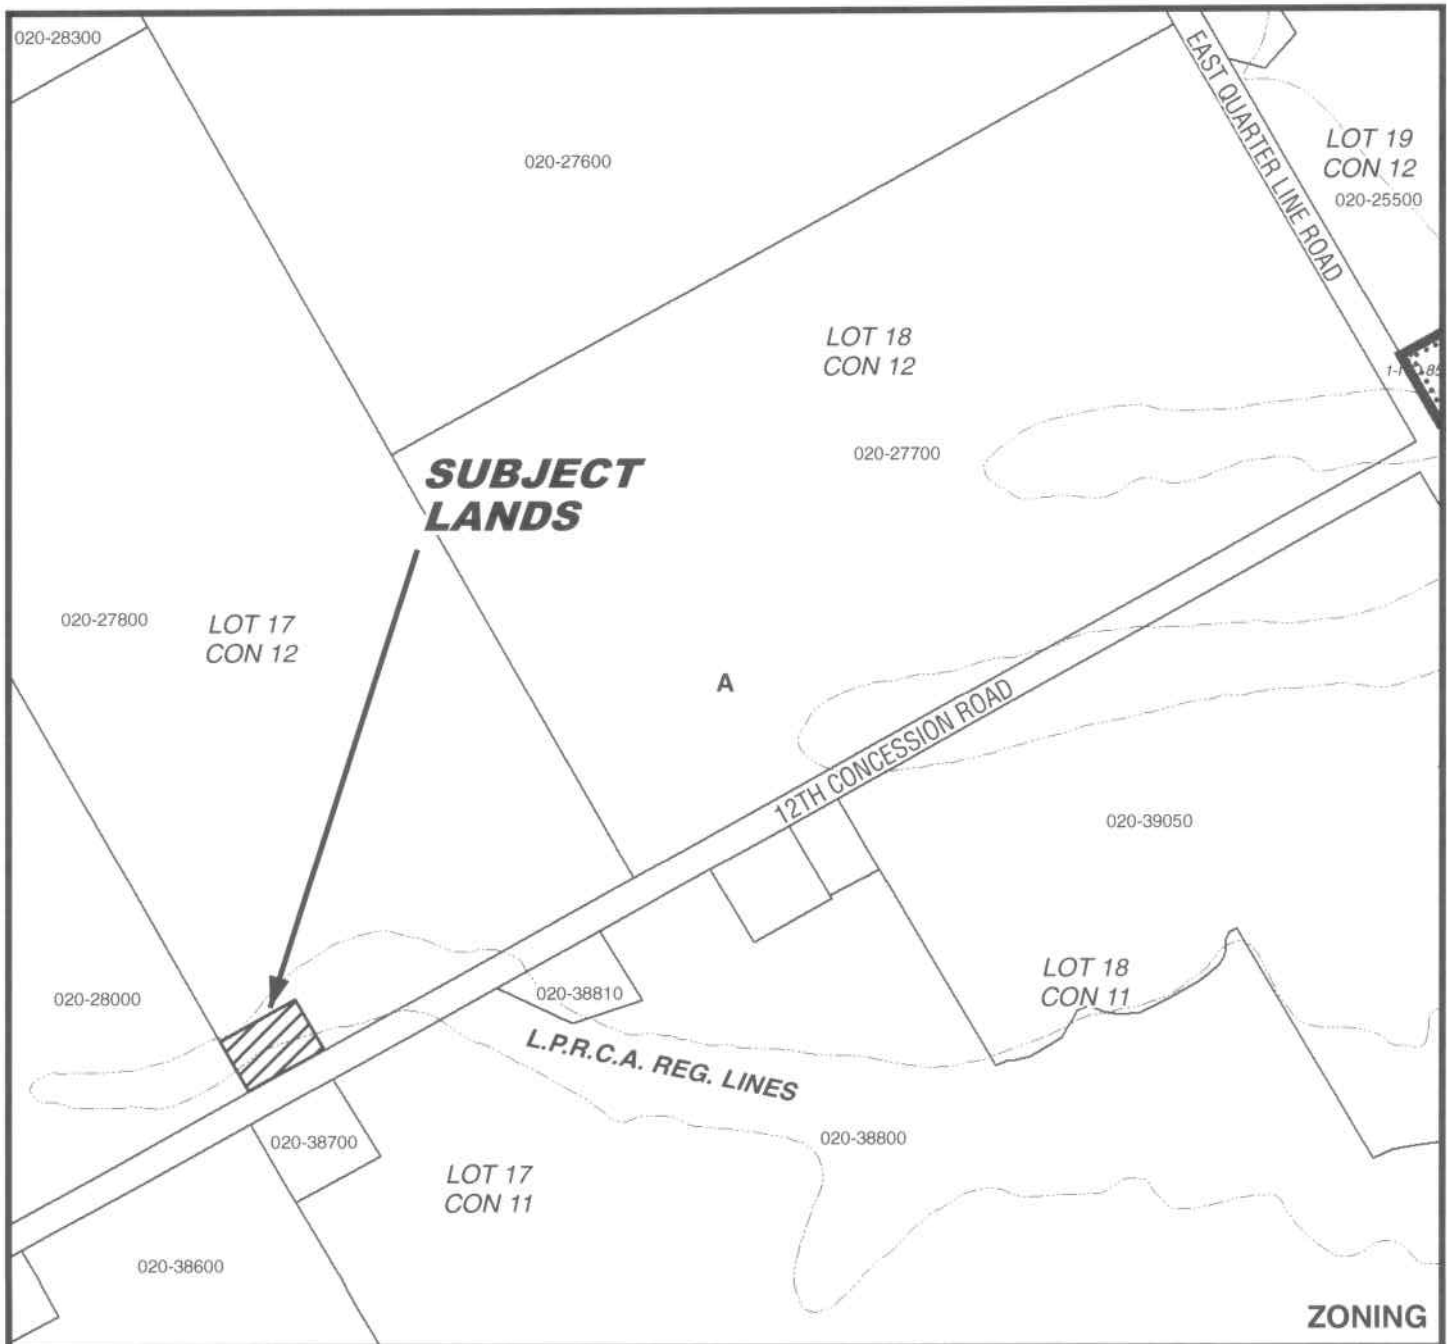 020-28300
EAST QUARTER LINE ROAD
LOT 19
CON 12
020-27600
020-25500
LOT 18
CON 12
020-27700
SUBJECT
LANDS
020-27800
LOT 17
CON 12
A
12TH CONCESSION ROAD
020-39050
LOT 18
CON 11
020-28000
020-38810
L.P.R.C.A. REG. LINES
020-38700
020-38800
LOT 17
CON 11
020-38600
ZONING